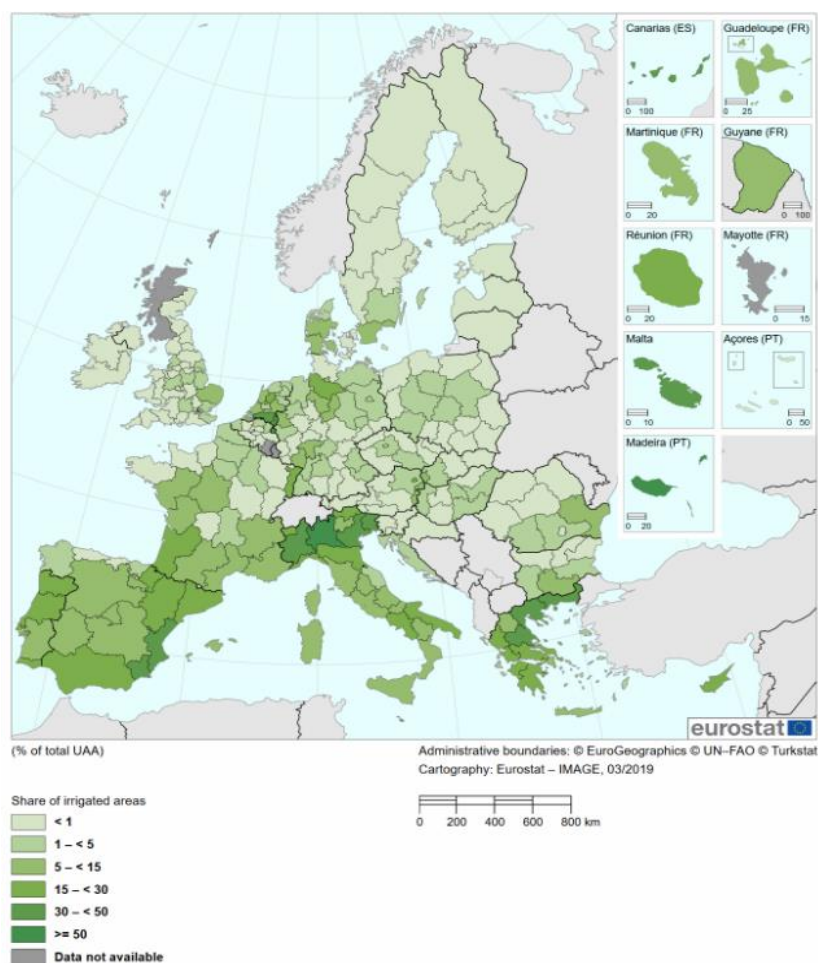 Canarias (ES)
0 100
Guadeloupe (FR)
0 25
Martinique (FR)
0 20
Guyane (FR)
0 100
Réunion (FR)
0 20
Mayotte (FR)
0 15
Malta
0 10
Açores (PT)
0 50
Madeira (PT)
0 20
eurostat
(% of total UAA)
Administrative boundaries: © EuroGeographics © UN–FAO © Turkstat
Cartography: Eurostat – IMAGE, 03/2019
0 200 400 600 800 km
Share of irrigated areas
< 1
1 – < 5
5 – < 15
15 – < 30
30 – < 50
>= 50
Data not available